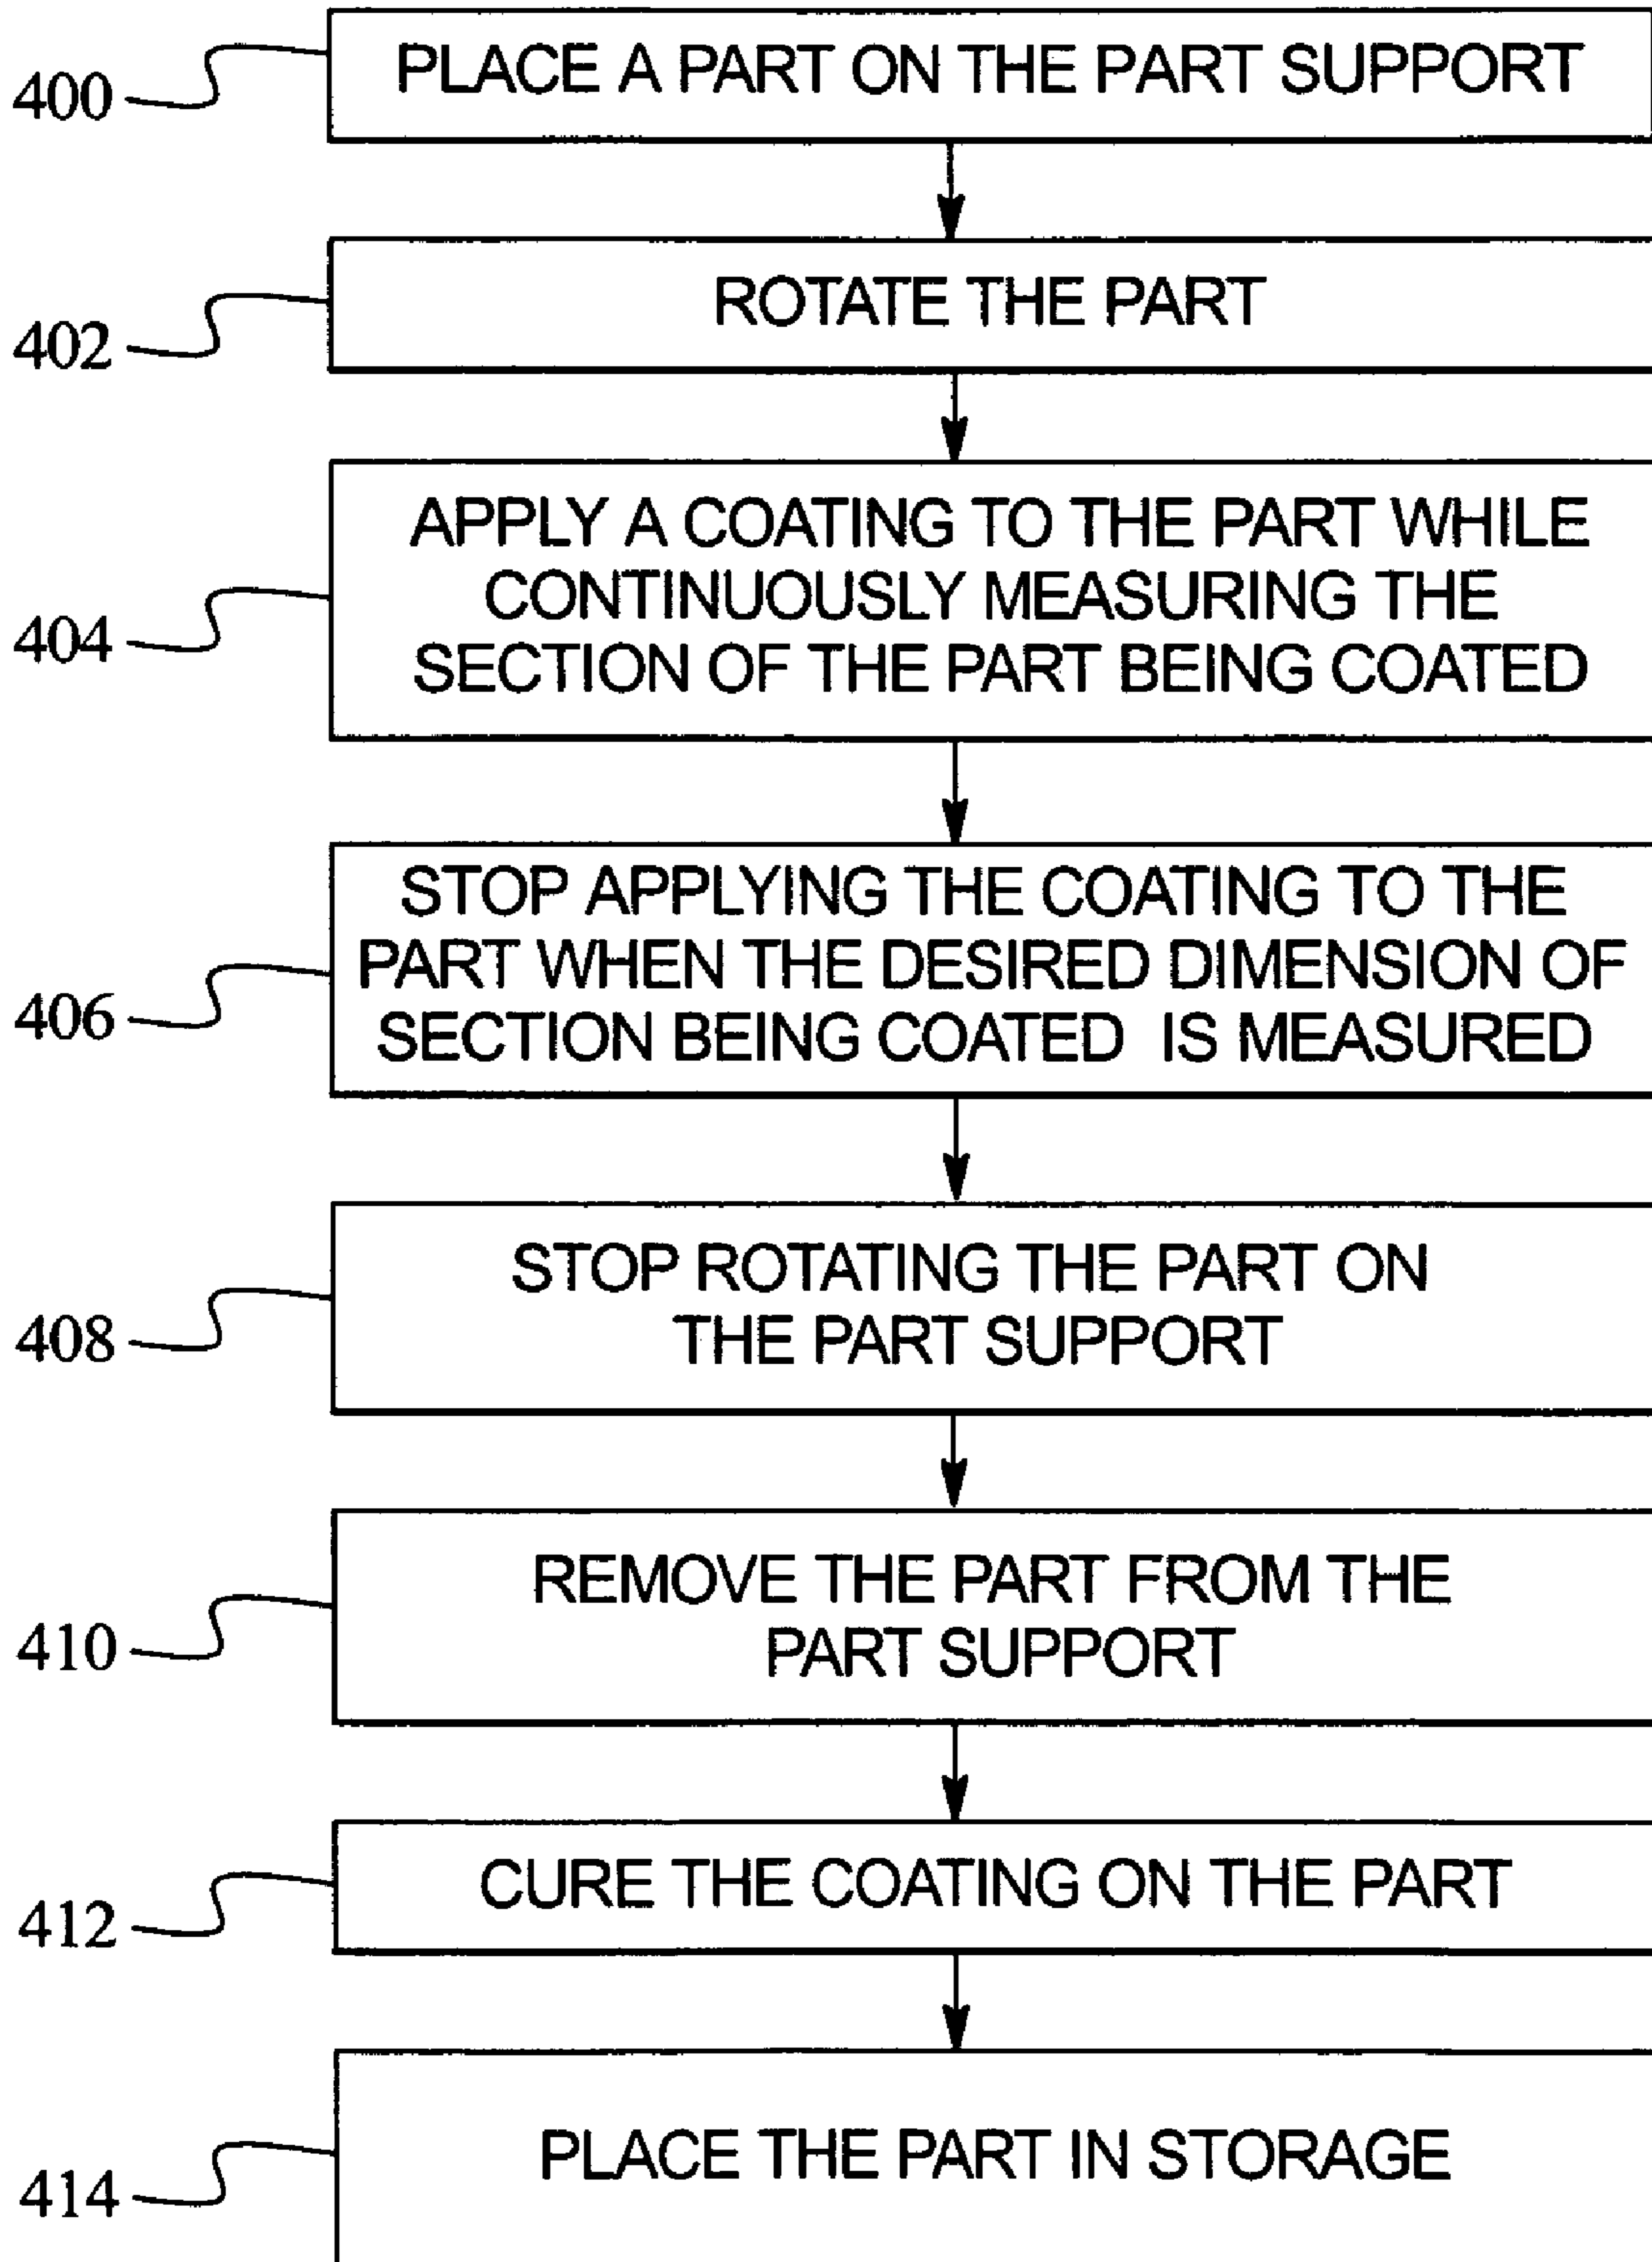 400
PLACE A PART ON THE PART SUPPORT
402
ROTATE THE PART
404
APPLY A COATING TO THE PART WHILE
CONTINUOUSLY MEASURING THE
SECTION OF THE PART BEING COATED
406
STOP APPLYING THE COATING TO THE
PART WHEN THE DESIRED DIMENSION OF
SECTION BEING COATED IS MEASURED
408
STOP ROTATING THE PART ON
THE PART SUPPORT
410
REMOVE THE PART FROM THE
PART SUPPORT
412
CURE THE COATING ON THE PART
414
PLACE THE PART IN STORAGE